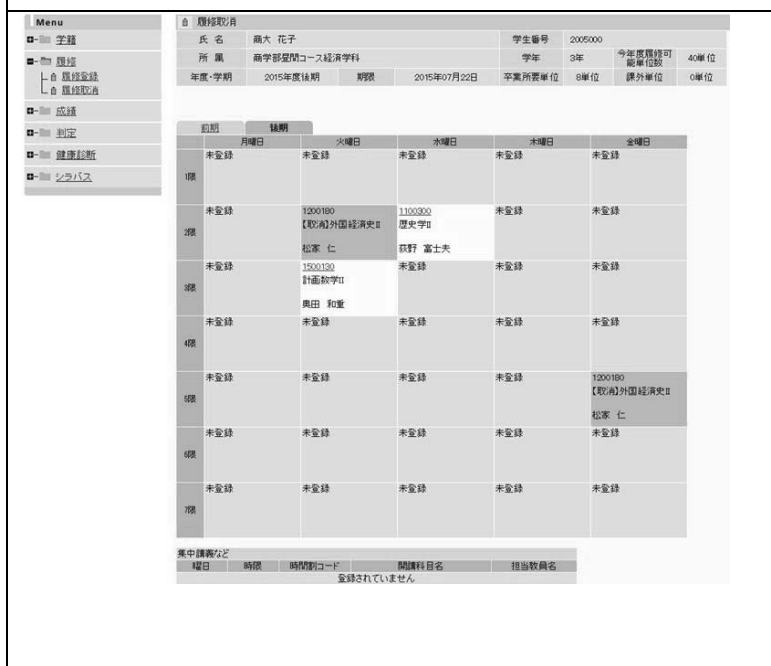 Menu
学籍
履修
履修登録
履修取消
成績
判定
健康診断
シラバス
履修取消
氏 名 商大 花子 学生番号 2005000
所 属 商学部昼間コース経済学科 学年 3年 今年度履修可能単位数 40単位
年度・学期 2015年度後期 期限 2015年07月22日 卒業所要単位 8単位 課外単位 0単位
前期 後期
月曜日 火曜日 水曜日 木曜日 金曜日
1限 未登録 未登録 未登録 未登録 未登録
2限 未登録 1200180 1100300 未登録 未登録
【取消】外国経済史II 歴史学II
松家 仁 荻野 富士夫
3限 未登録 1500130 未登録 未登録 未登録
計画数学II
奥田 和重
4限 未登録 未登録 未登録 未登録 未登録
5限 未登録 未登録 未登録 未登録 1200180
【取消】外国経済史II
松家 仁
6限 未登録 未登録 未登録 未登録 未登録
7限 未登録 未登録 未登録 未登録 未登録
集中講義など
曜日 時限 時間割コード 開講科目名 担当教員名
登録されていません